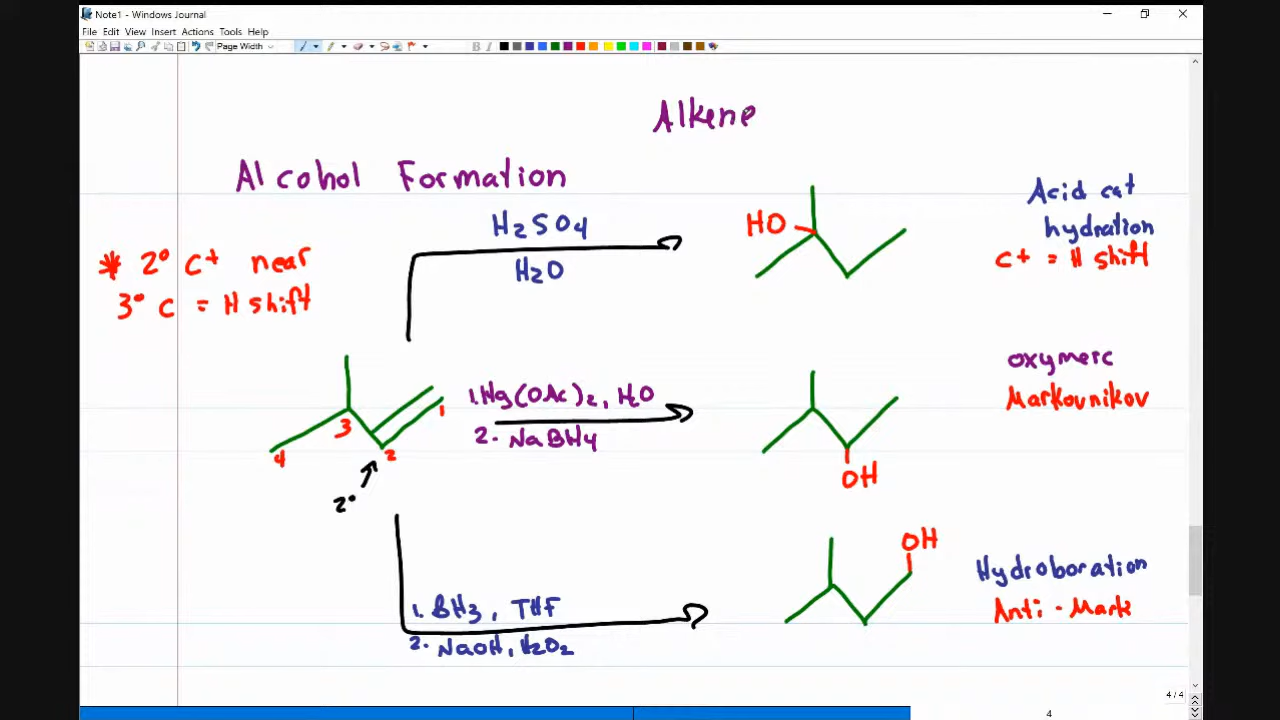 Note1 - Windows Journal
File Edit View Insert Actions Tools Help
Page Width
B I
Alkene
Alcohol Formation
H2SO4
H2O
HO
Acid cat
hydration
C+ = H shift
* 2° C+ near
3° C = H shift
1. Hg(OAc)2, H2O
2. NaBH4
1
2
3
4
2°
OH
oxymerc
Markovnikov
1. BH3, THF
2. NaOH, H2O2
OH
Hydroboration
Anti - Mark
4 / 4
4